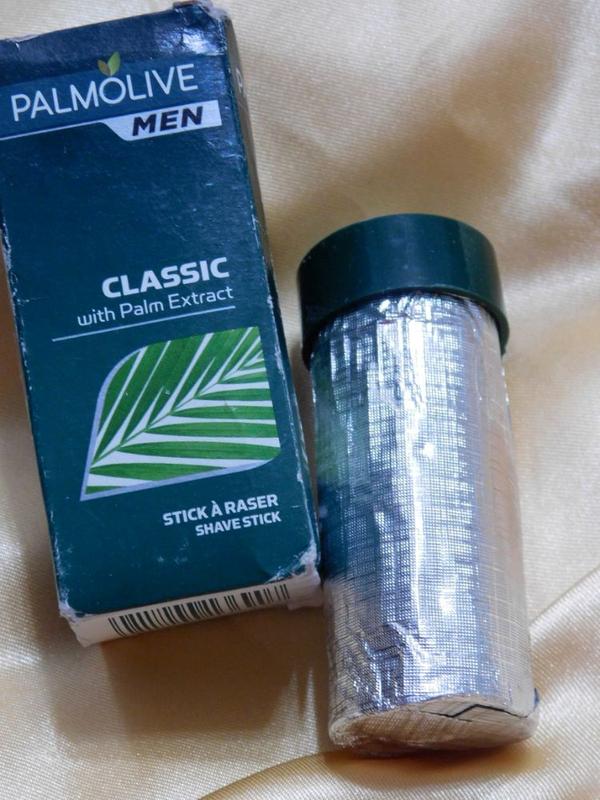 PALMOLIVE
MEN
CLASSIC
with Palm Extract
STICK À RASER
SHAVE STICK